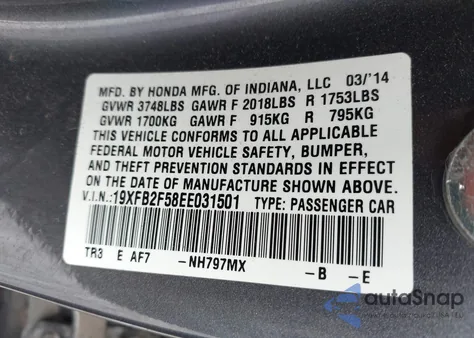 MFD. BY HONDA MFG. OF INDIANA, LLC 03/'14
GVWR 3748LBS GAWR F 2018LBS R 1753LBS
GVWR 1700KG GAWR F 915KG R 795KG
THIS VEHICLE CONFORMS TO ALL APPLICABLE
FEDERAL MOTOR VEHICLE SAFETY, BUMPER,
AND THEFT PREVENTION STANDARDS IN EFFECT
ON THE DATE OF MANUFACTURE SHOWN ABOVE.
V.I.N.:19XFB2F58EE031501 TYPE: PASSENGER CAR
TR3 E AF7 -NH797MX -B -E
autoSnap